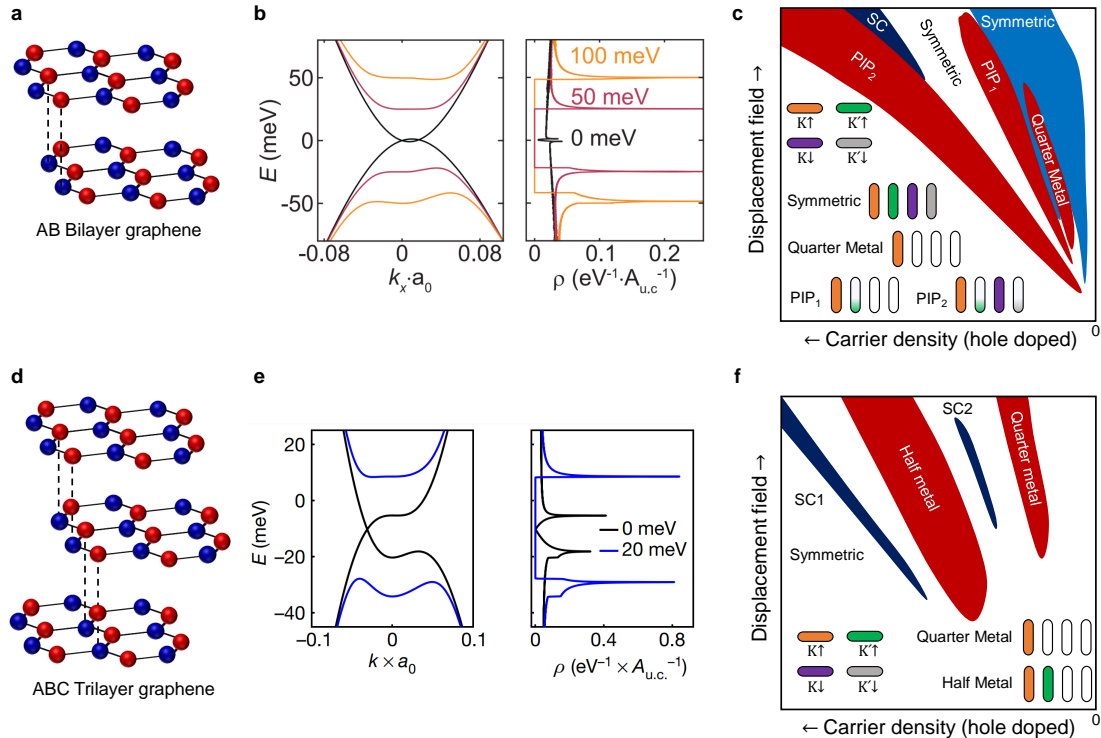 a
AB Bilayer graphene
b
E (meV)
50
0
-50
-0.08
0
0.08
kₓ·a₀
100 meV
50 meV
0 meV
0
0.1
0.2
ρ (eV⁻¹·A_u.c⁻¹)
c
Displacement field →
SC
PIP₂
Symmetric
PIP₁
Symmetric
Quarter Metal
K↑ K′↑
K↓ K′↓
Symmetric
Quarter Metal
PIP₁ PIP₂
0
← Carrier density (hole doped)
d
ABC Trilayer graphene
e
E (meV)
20
0
−20
−40
−0.1
0
0.1
k × a₀
0 meV
20 meV
0
0.4
0.8
ρ (eV⁻¹ × A_u.c.⁻¹)
f
Displacement field →
SC1
Symmetric
Half metal
SC2
Quarter metal
K↑ K′↑
K↓ K′↓
Quarter Metal
Half Metal
0
← Carrier density (hole doped)